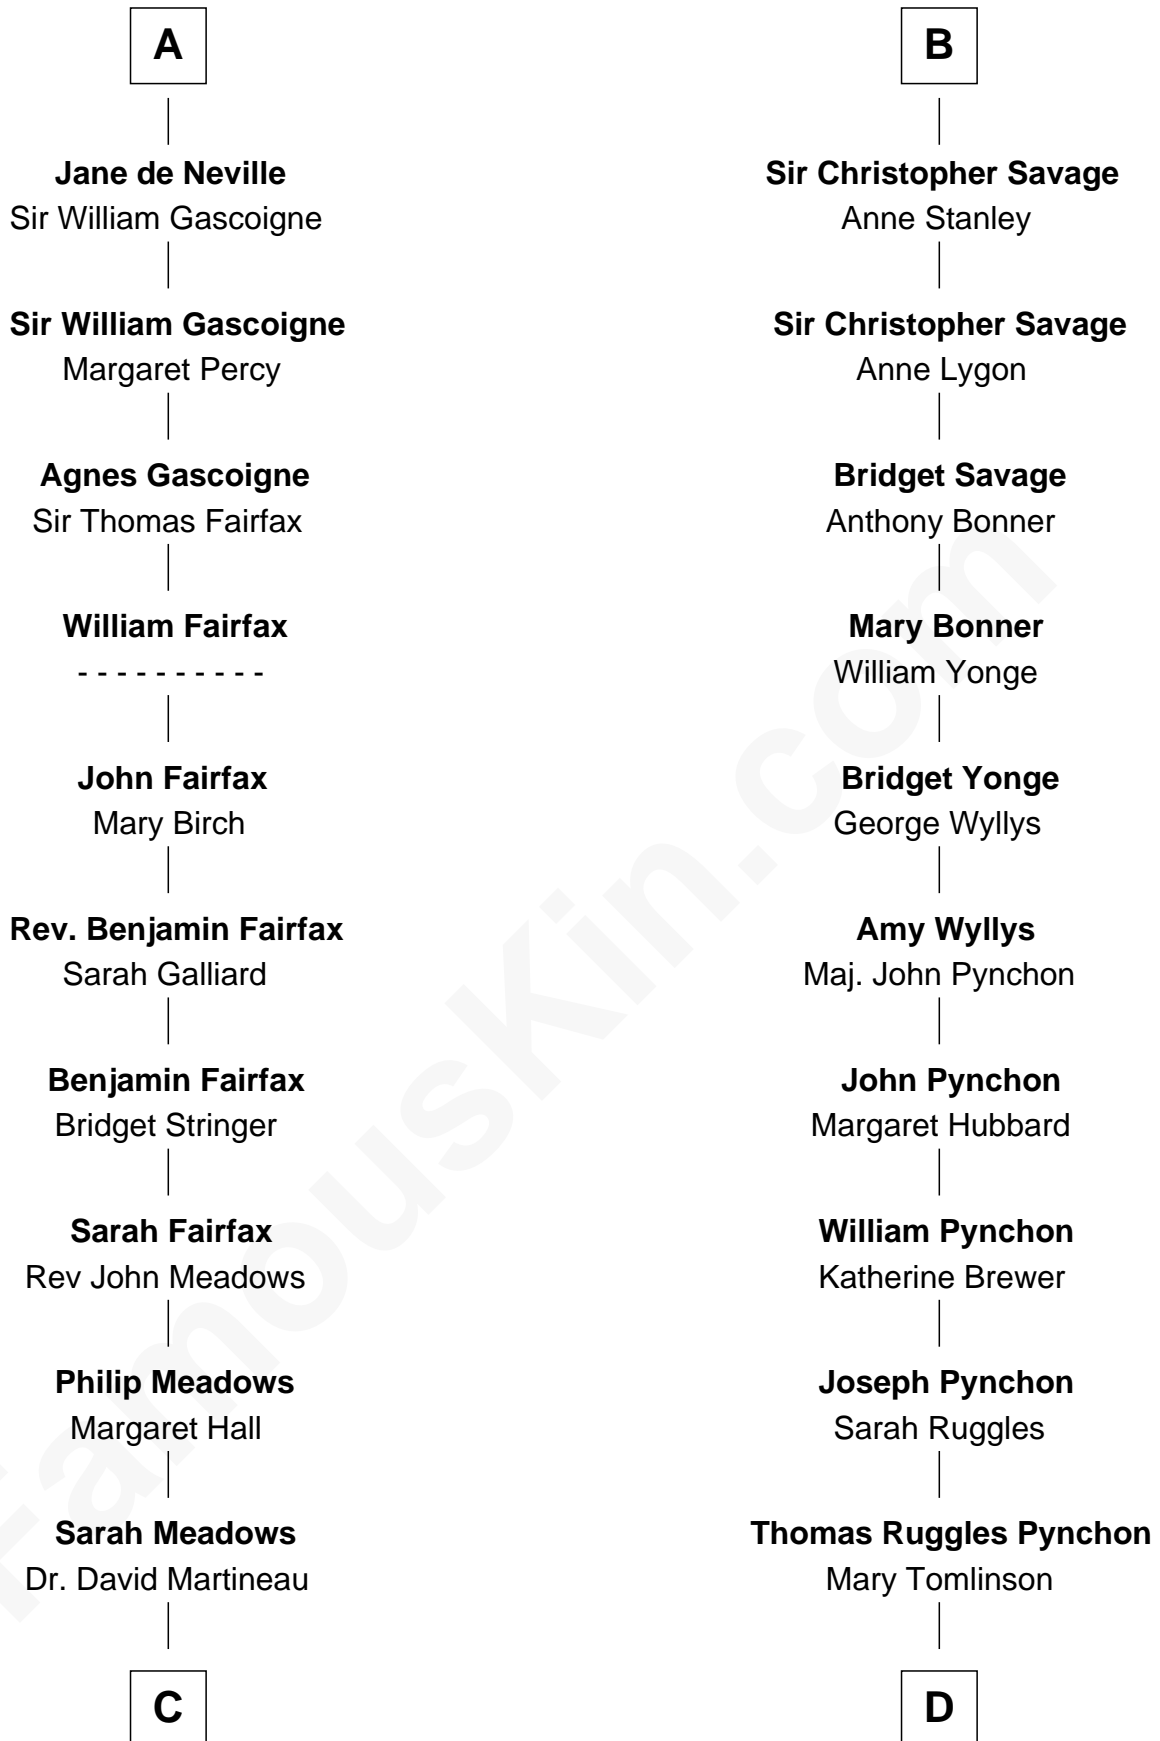 A
Jane de Neville
Sir William Gascoigne
Sir William Gascoigne
Margaret Percy
Agnes Gascoigne
Sir Thomas Fairfax
William Fairfax
- - - - - - - - - -
John Fairfax
Mary Birch
Rev. Benjamin Fairfax
Sarah Galliard
Benjamin Fairfax
Bridget Stringer
Sarah Fairfax
Rev John Meadows
Philip Meadows
Margaret Hall
Sarah Meadows
Dr. David Martineau
C
B
Sir Christopher Savage
Anne Stanley
Sir Christopher Savage
Anne Lygon
Bridget Savage
Anthony Bonner
Mary Bonner
William Yonge
Bridget Yonge
George Wyllys
Amy Wyllys
Maj. John Pynchon
John Pynchon
Margaret Hubbard
William Pynchon
Katherine Brewer
Joseph Pynchon
Sarah Ruggles
Thomas Ruggles Pynchon
Mary Tomlinson
D
FamousKin.com